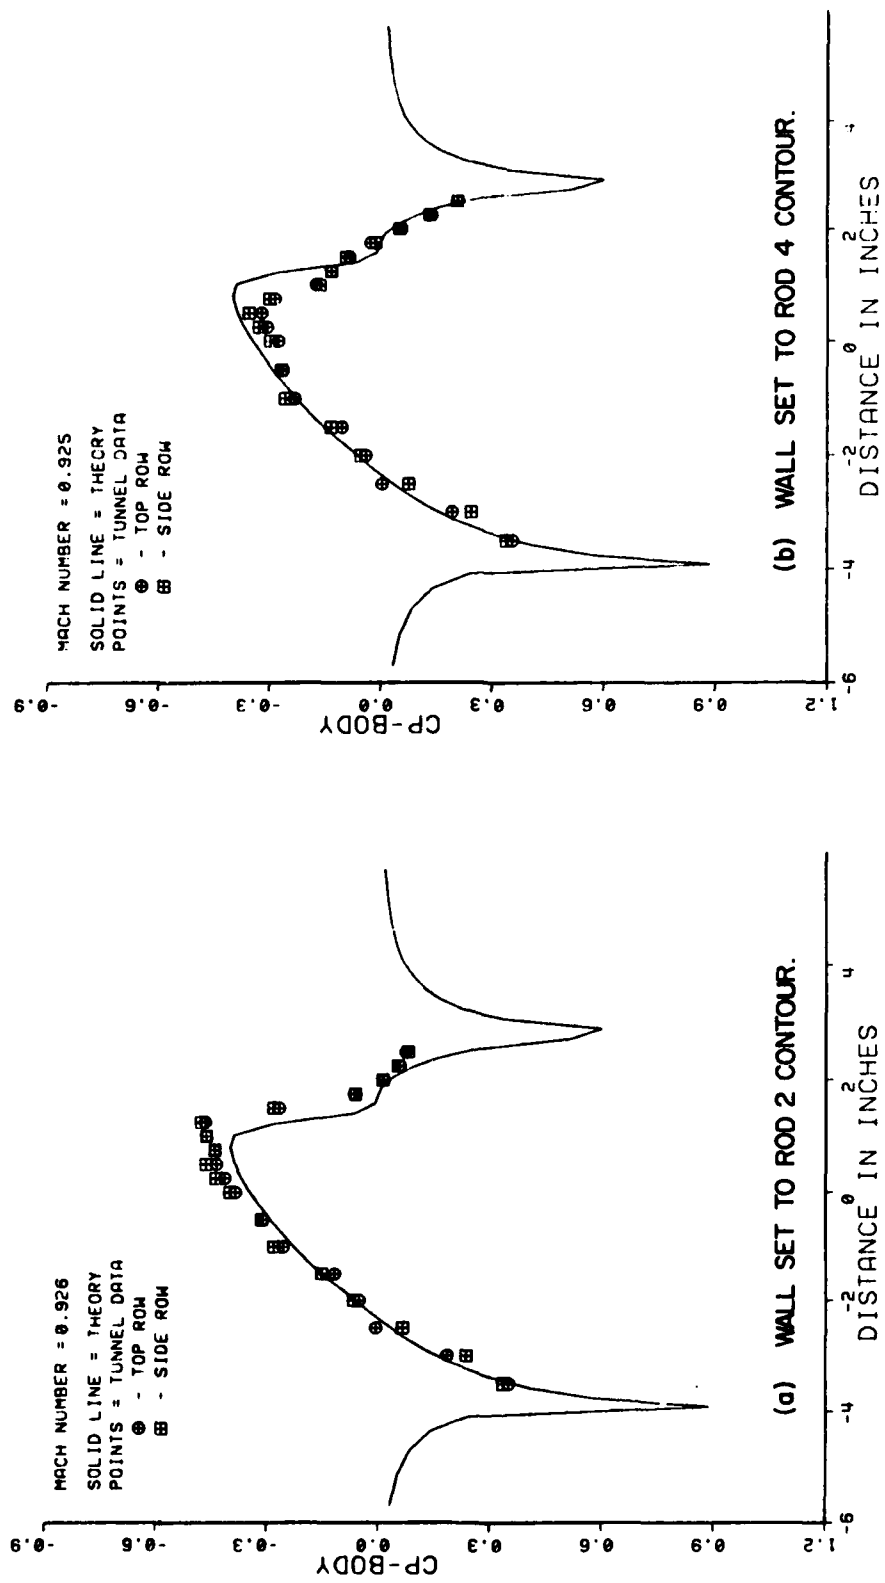 MACH NUMBER = 0.926
SOLID LINE = THEORY
POINTS = TUNNEL DATA
⊕ - TOP ROW
⊞ - SIDE ROW
-0.9
-0.6
-0.3
0.0
0.3
0.6
0.9
1.2
CP-BODY
-6
-4
-2
0
2
4
DISTANCE IN INCHES
(a) WALL SET TO ROD 2 CONTOUR.
MACH NUMBER = 0.925
SOLID LINE = THEORY
POINTS = TUNNEL DATA
⊕ - TOP ROW
⊞ - SIDE ROW
-0.9
-0.6
-0.3
0.0
0.3
0.6
0.9
1.2
CP-BODY
-6
-4
-2
0
2
4
DISTANCE IN INCHES
(b) WALL SET TO ROD 4 CONTOUR.